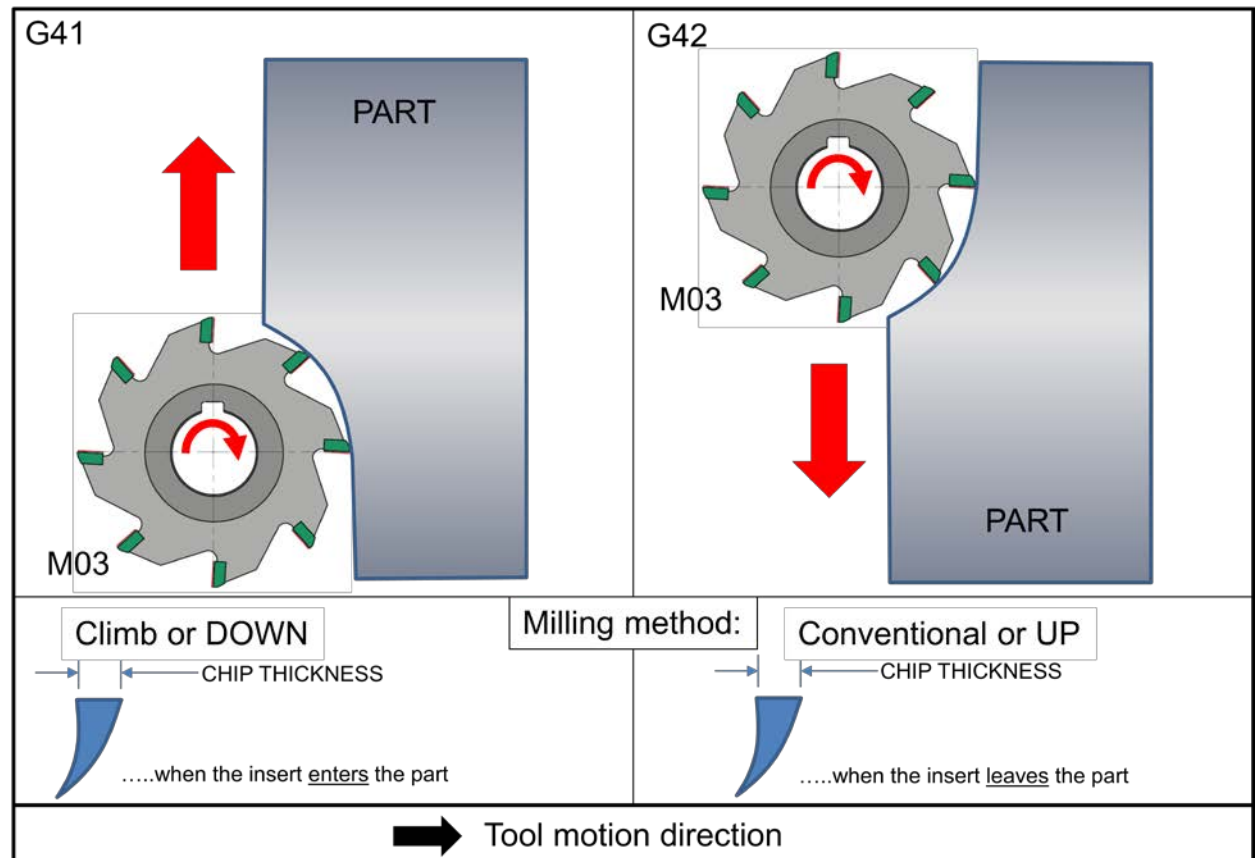 G41
PART
M03
G42
M03
PART
Milling method:
Climb or DOWN
CHIP THICKNESS
.....when the insert enters the part
Conventional or UP
CHIP THICKNESS
.....when the insert leaves the part
Tool motion direction